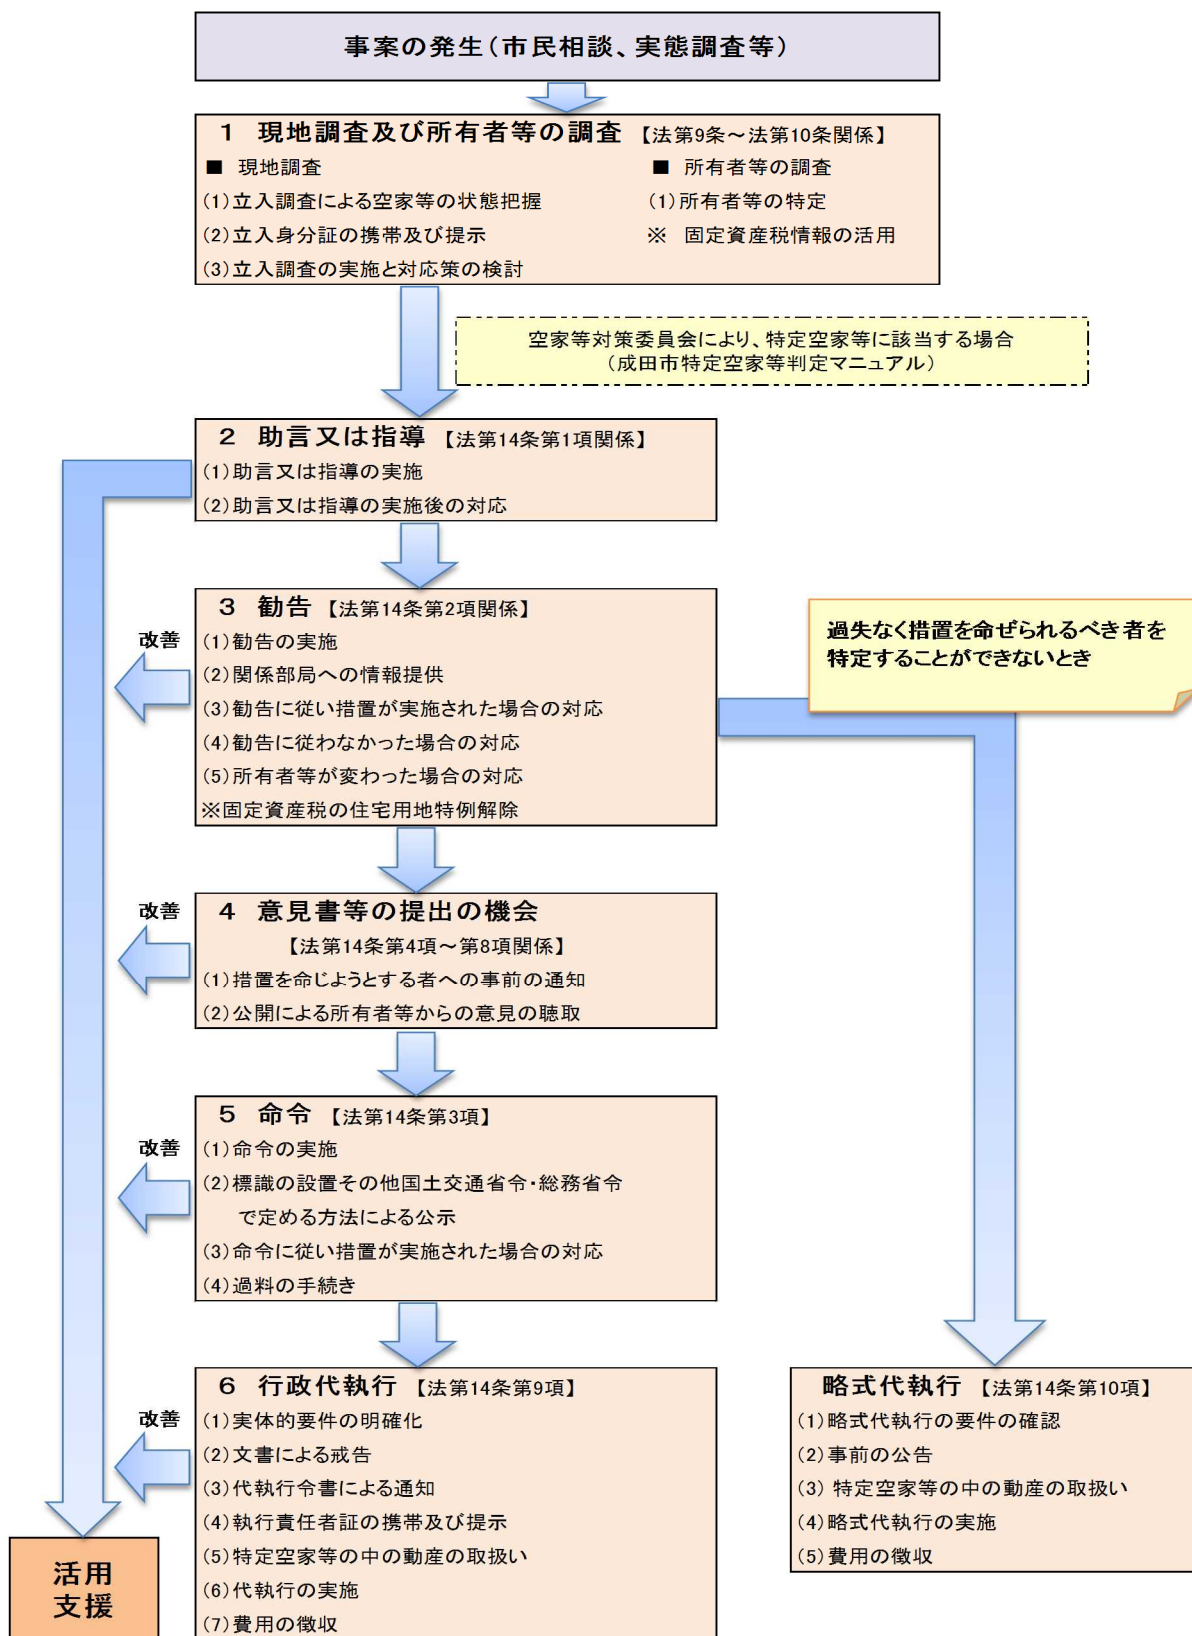 事案の発生（市民相談、実態調査等）
1　現地調査及び所有者等の調査　【法第9条～法第10条関係】
■　現地調査
(1)立入調査による空家等の状態把握
(2)立入身分証の携帯及び提示
(3)立入調査の実施と対応策の検討
■　所有者等の調査
(1)所有者等の特定
※　固定資産税情報の活用
空家等対策委員会により、特定空家等に該当する場合
（成田市特定空家等判定マニュアル）
2　助言又は指導　【法第14条第1項関係】
(1)助言又は指導の実施
(2)助言又は指導の実施後の対応
3　勧告　【法第14条第2項関係】
(1)勧告の実施
(2)関係部局への情報提供
(3)勧告に従い措置が実施された場合の対応
(4)勧告に従わなかった場合の対応
(5)所有者等が変わった場合の対応
※固定資産税の住宅用地特例解除
改善
過失なく措置を命ぜられるべき者を
特定することができないとき
4　意見書等の提出の機会
【法第14条第4項～第8項関係】
(1)措置を命じようとする者への事前の通知
(2)公開による所有者等からの意見の聴取
改善
5　命令　【法第14条第3項】
(1)命令の実施
(2)標識の設置その他国土交通省令・総務省令
で定める方法による公示
(3)命令に従い措置が実施された場合の対応
(4)過料の手続き
改善
6　行政代執行　【法第14条第9項】
(1)実体的要件の明確化
(2)文書による戒告
(3)代執行令書による通知
(4)執行責任者証の携帯及び提示
(5)特定空家等の中の動産の取扱い
(6)代執行の実施
(7)費用の徴収
改善
略式代執行　【法第14条第10項】
(1)略式代執行の要件の確認
(2)事前の公告
(3) 特定空家等の中の動産の取扱い
(4)略式代執行の実施
(5)費用の徴収
活用
支援